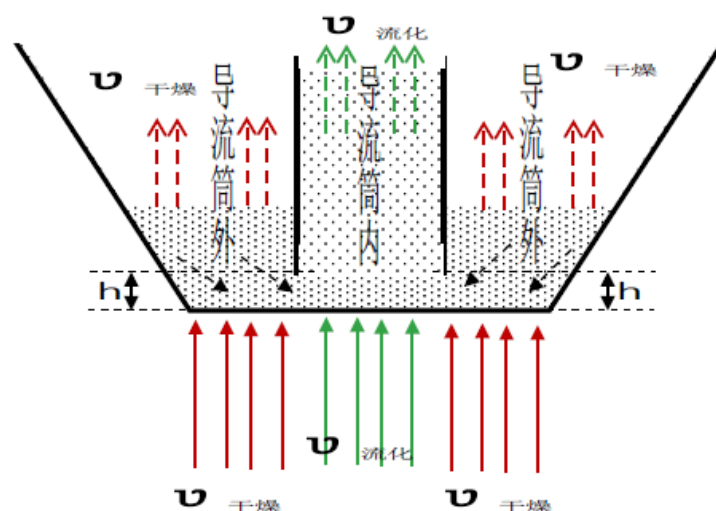 ʋ 流化
ʋ 干燥
ʋ 干燥
导流筒外
导流筒内
导流筒外
h
h
ʋ 流化
ʋ 干燥
ʋ 干燥